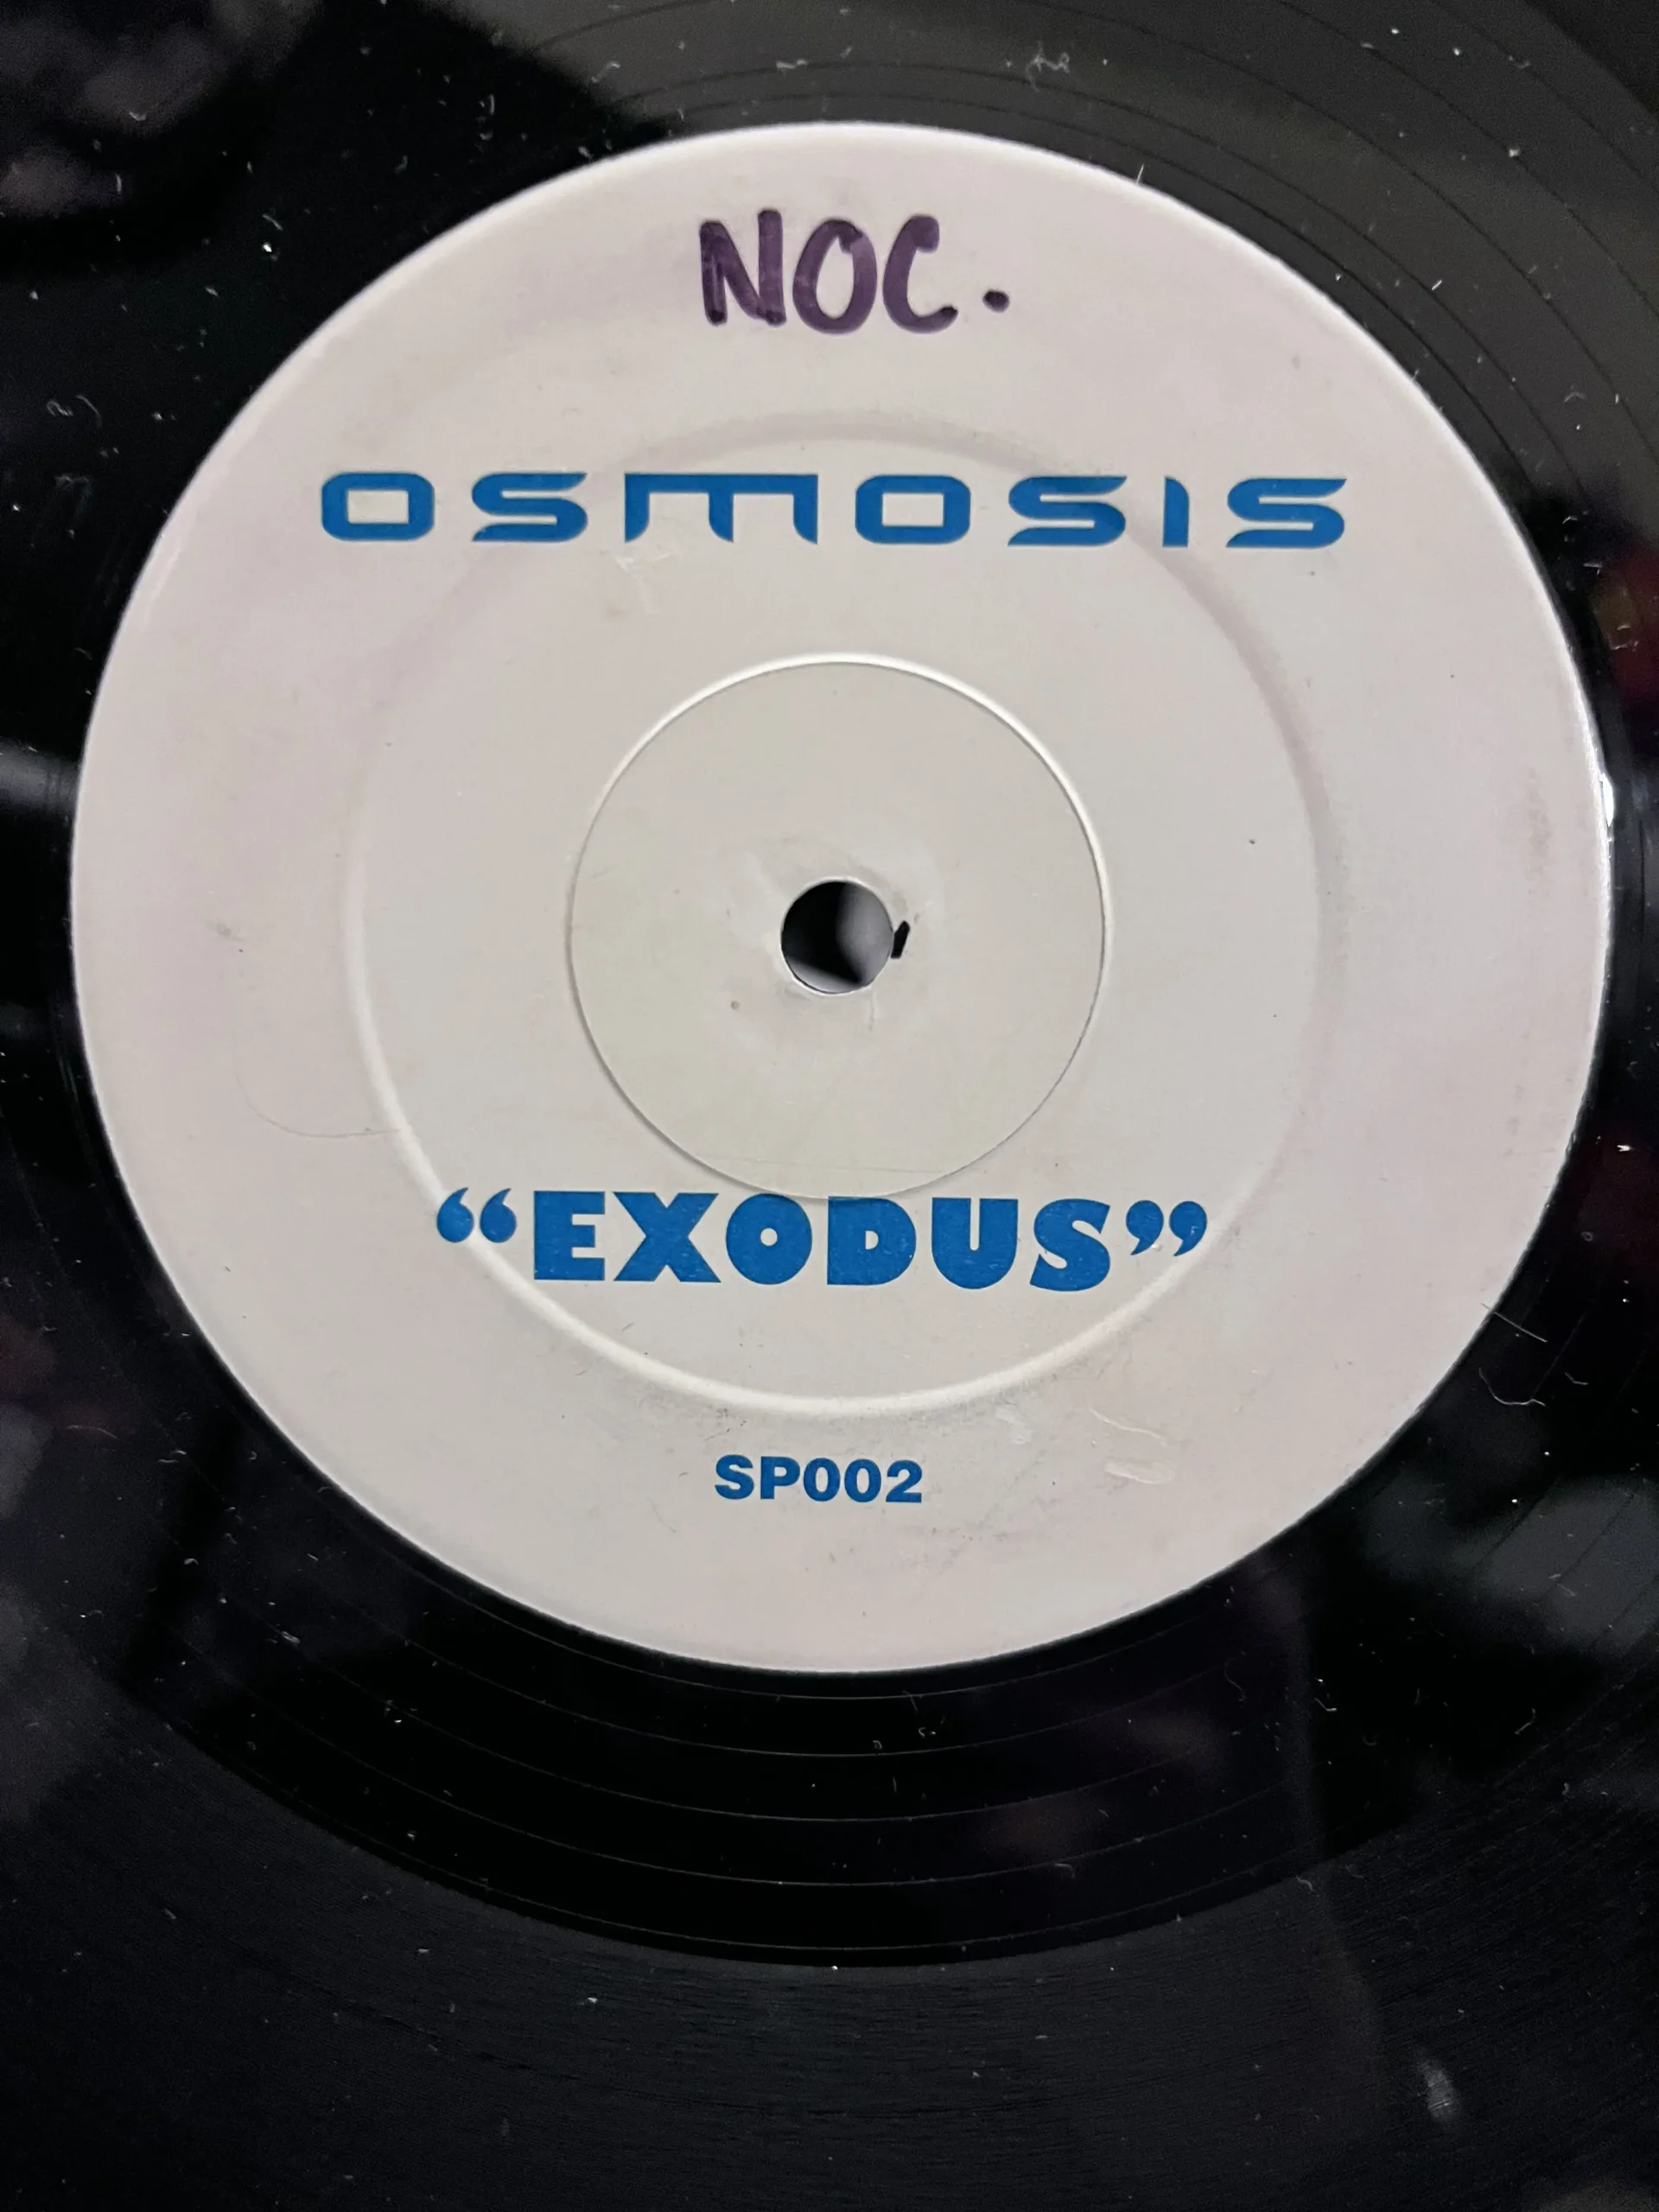 NOC.
OSMOSIS
“EXODUS”
SP002